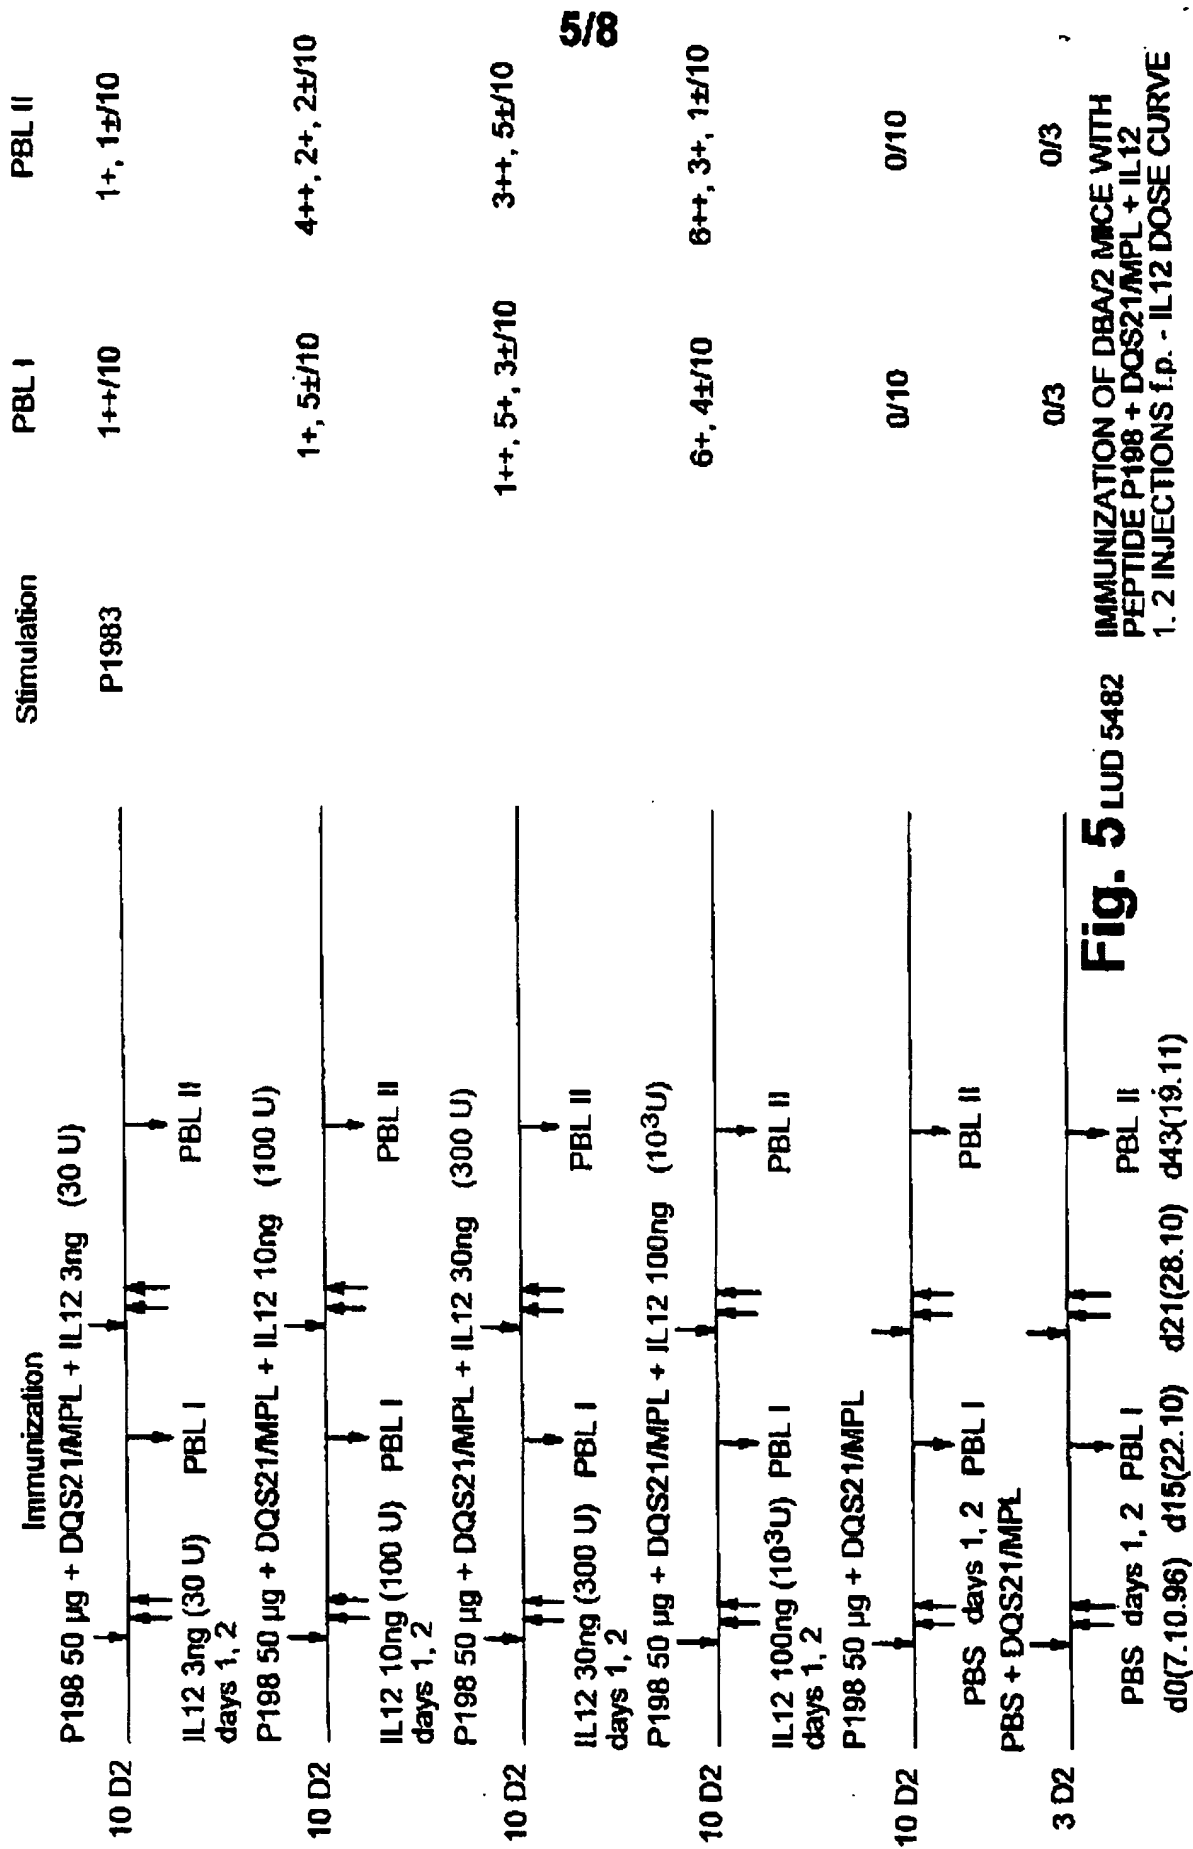 5/8
Immunization
Stimulation
PBL I
PBL II
P198 50 µg + DQS21/MPL + IL12 3ng (30 U)
10 D2
P1983
1++/10
1+, 1±/10
IL12 3ng (30 U)
days 1, 2
PBL I
PBL II
P198 50 µg + DQS21/MPL + IL12 10ng (100 U)
10 D2
1+, 5±/10
4++, 2+, 2±/10
IL12 10ng (100 U)
days 1, 2
PBL I
PBL II
P198 50 µg + DQS21/MPL + IL12 30ng (300 U)
10 D2
1++, 5+, 3±/10
3++, 5±/10
IL12 30ng (300 U)
days 1, 2
PBL I
PBL II
P198 50 µg + DQS21/MPL + IL12 100ng (10³U)
10 D2
6+, 4±/10
6++, 3+, 1±/10
IL12 100ng (10³U)
days 1, 2
PBL I
PBL II
P198 50 µg + DQS21/MPL
10 D2
0/10
0/10
PBS days 1, 2
PBL I
PBL II
PBS + DQS21/MPL
3 D2
0/3
0/3
PBS days 1, 2
PBL I
PBL II
d0(7.10.96) d15(22.10) d21(28.10) d43(19.11)
Fig. 5 LUD 5482
IMMUNIZATION OF DBA/2 MICE WITH
PEPTIDE P198 + DQS21/MPL + IL12
1, 2 INJECTIONS f.p. - IL12 DOSE CURVE